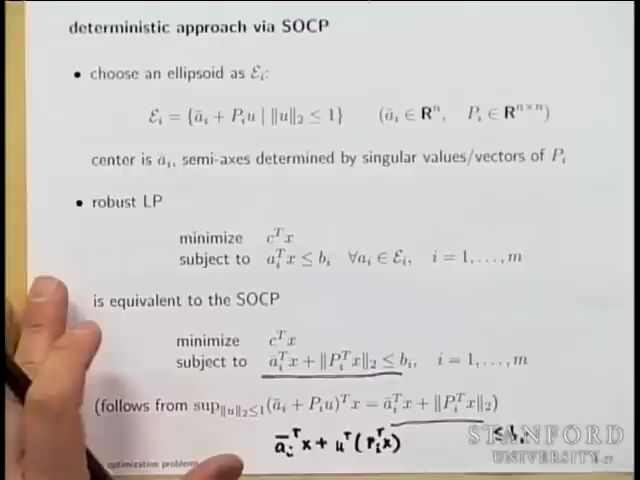 deterministic approach via SOCP
• choose an ellipsoid as ℰᵢ:
ℰᵢ = {āᵢ + Pᵢu | ‖u‖₂ ≤ 1} (āᵢ ∈ Rⁿ, Pᵢ ∈ Rⁿˣⁿ)
center is āᵢ, semi-axes determined by singular values/vectors of Pᵢ
• robust LP
minimize cᵀx
subject to aᵢᵀx ≤ bᵢ ∀aᵢ ∈ ℰᵢ, i = 1, . . . , m
is equivalent to the SOCP
minimize cᵀx
subject to āᵢᵀx + ‖Pᵢᵀx‖₂ ≤ bᵢ, i = 1, . . . , m
(follows from sup‖u‖₂≤1(āᵢ + Pᵢu)ᵀx = āᵢᵀx + ‖Pᵢᵀx‖₂)
āᵢᵀx + uᵀ(Pᵢᵀx) ≤ bᵢ
STANFORD
UNIVERSITY
optimization problems